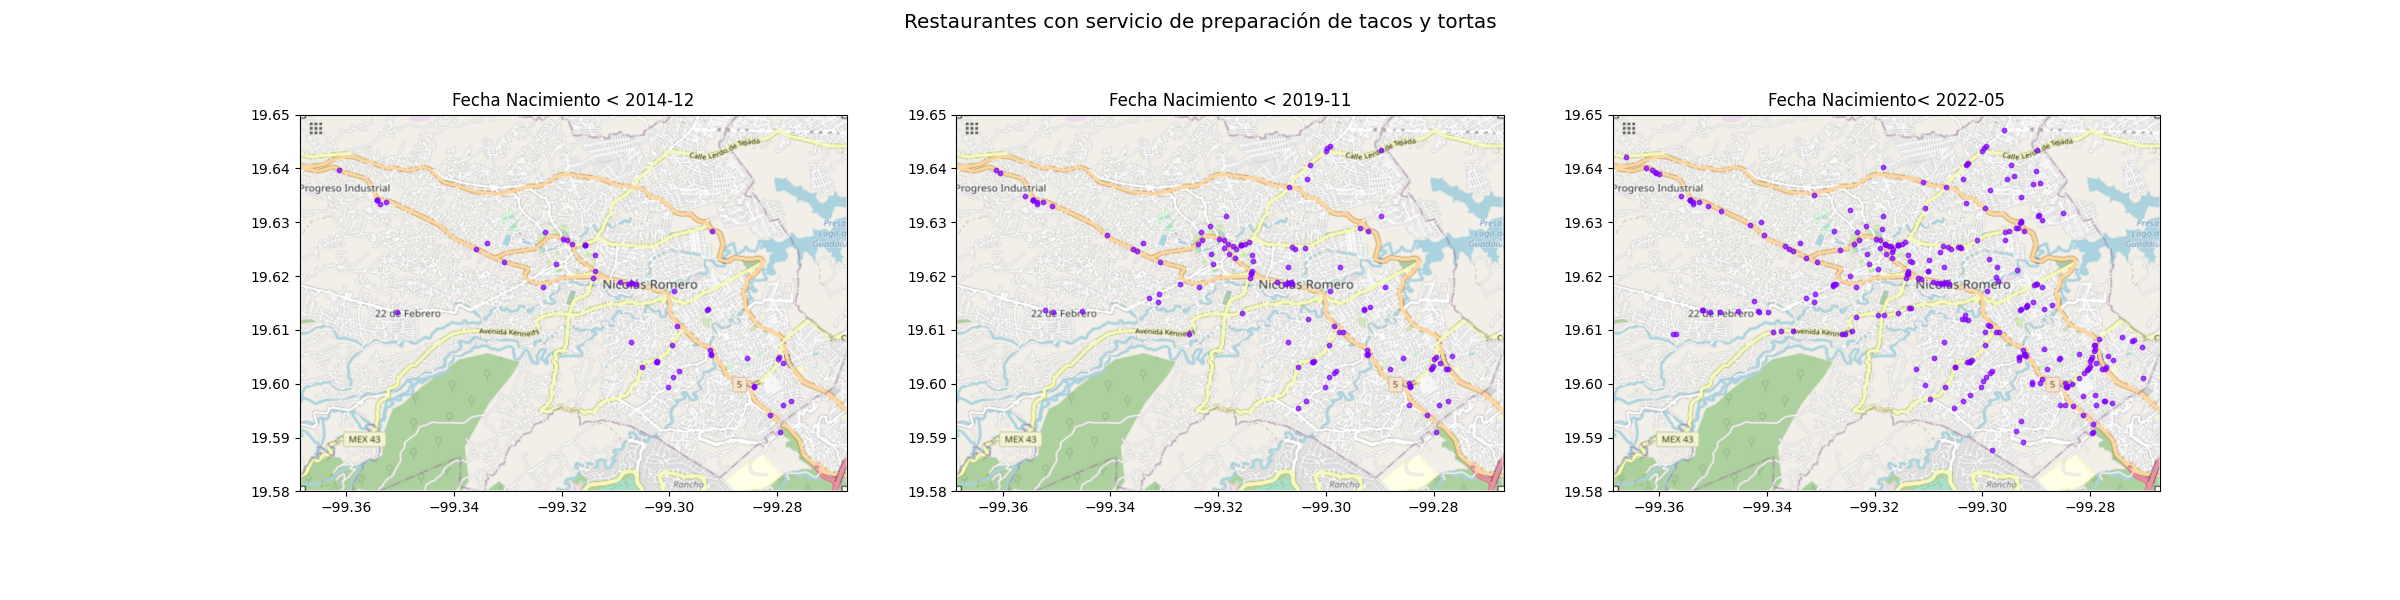 Restaurantes con servicio de preparación de tacos y tortas
Fecha Nacimiento < 2014-12
19.65
19.64
19.63
19.62
19.61
19.60
19.59
19.58
−99.36
−99.34
−99.32
−99.30
−99.28
Calle Lerdo de Tejada
Progreso Industrial
Presa
Lago de
Guadalu
Nicolás Romero
22 de Febrero
Avenida Kennedy
5
MEX 43
Rancho
Fecha Nacimiento < 2019-11
19.65
19.64
19.63
19.62
19.61
19.60
19.59
19.58
−99.36
−99.34
−99.32
−99.30
−99.28
Calle Lerdo de Tejada
Progreso Industrial
Presa
Lago de
Guadalu
Nicolás Romero
22 de Febrero
Avenida Kennedy
5
MEX 43
Rancho
Fecha Nacimiento< 2022-05
19.65
19.64
19.63
19.62
19.61
19.60
19.59
19.58
−99.36
−99.34
−99.32
−99.30
−99.28
Calle Lerdo de Tejada
Progreso Industrial
Presa
Lago de
Guadalu
Nicolás Romero
22 de Febrero
Avenida Kennedy
5
MEX 43
Rancho